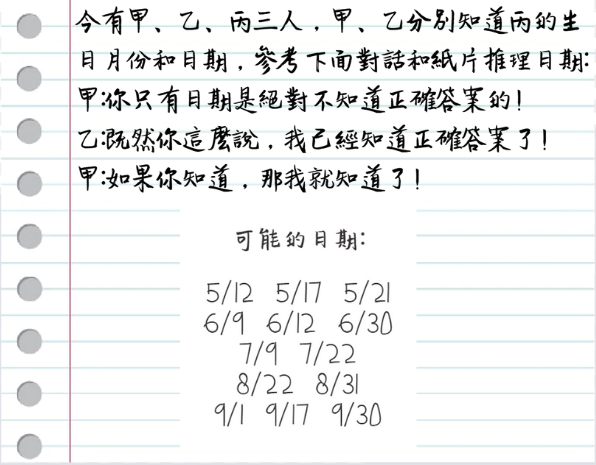 今有甲、乙、丙三人，甲、乙分別知道丙的生
日月份和日期，參考下面對話和紙片推理日期:
甲:你只有日期是絕對不知道正確答案的!
乙:既然你這麼說，我已經知道正確答案了!
甲:如果你知道，那我就知道了!
可能的日期:
5/12 5/17 5/21
6/9 6/12 6/30
7/9 7/22
8/22 8/31
9/1 9/17 9/30